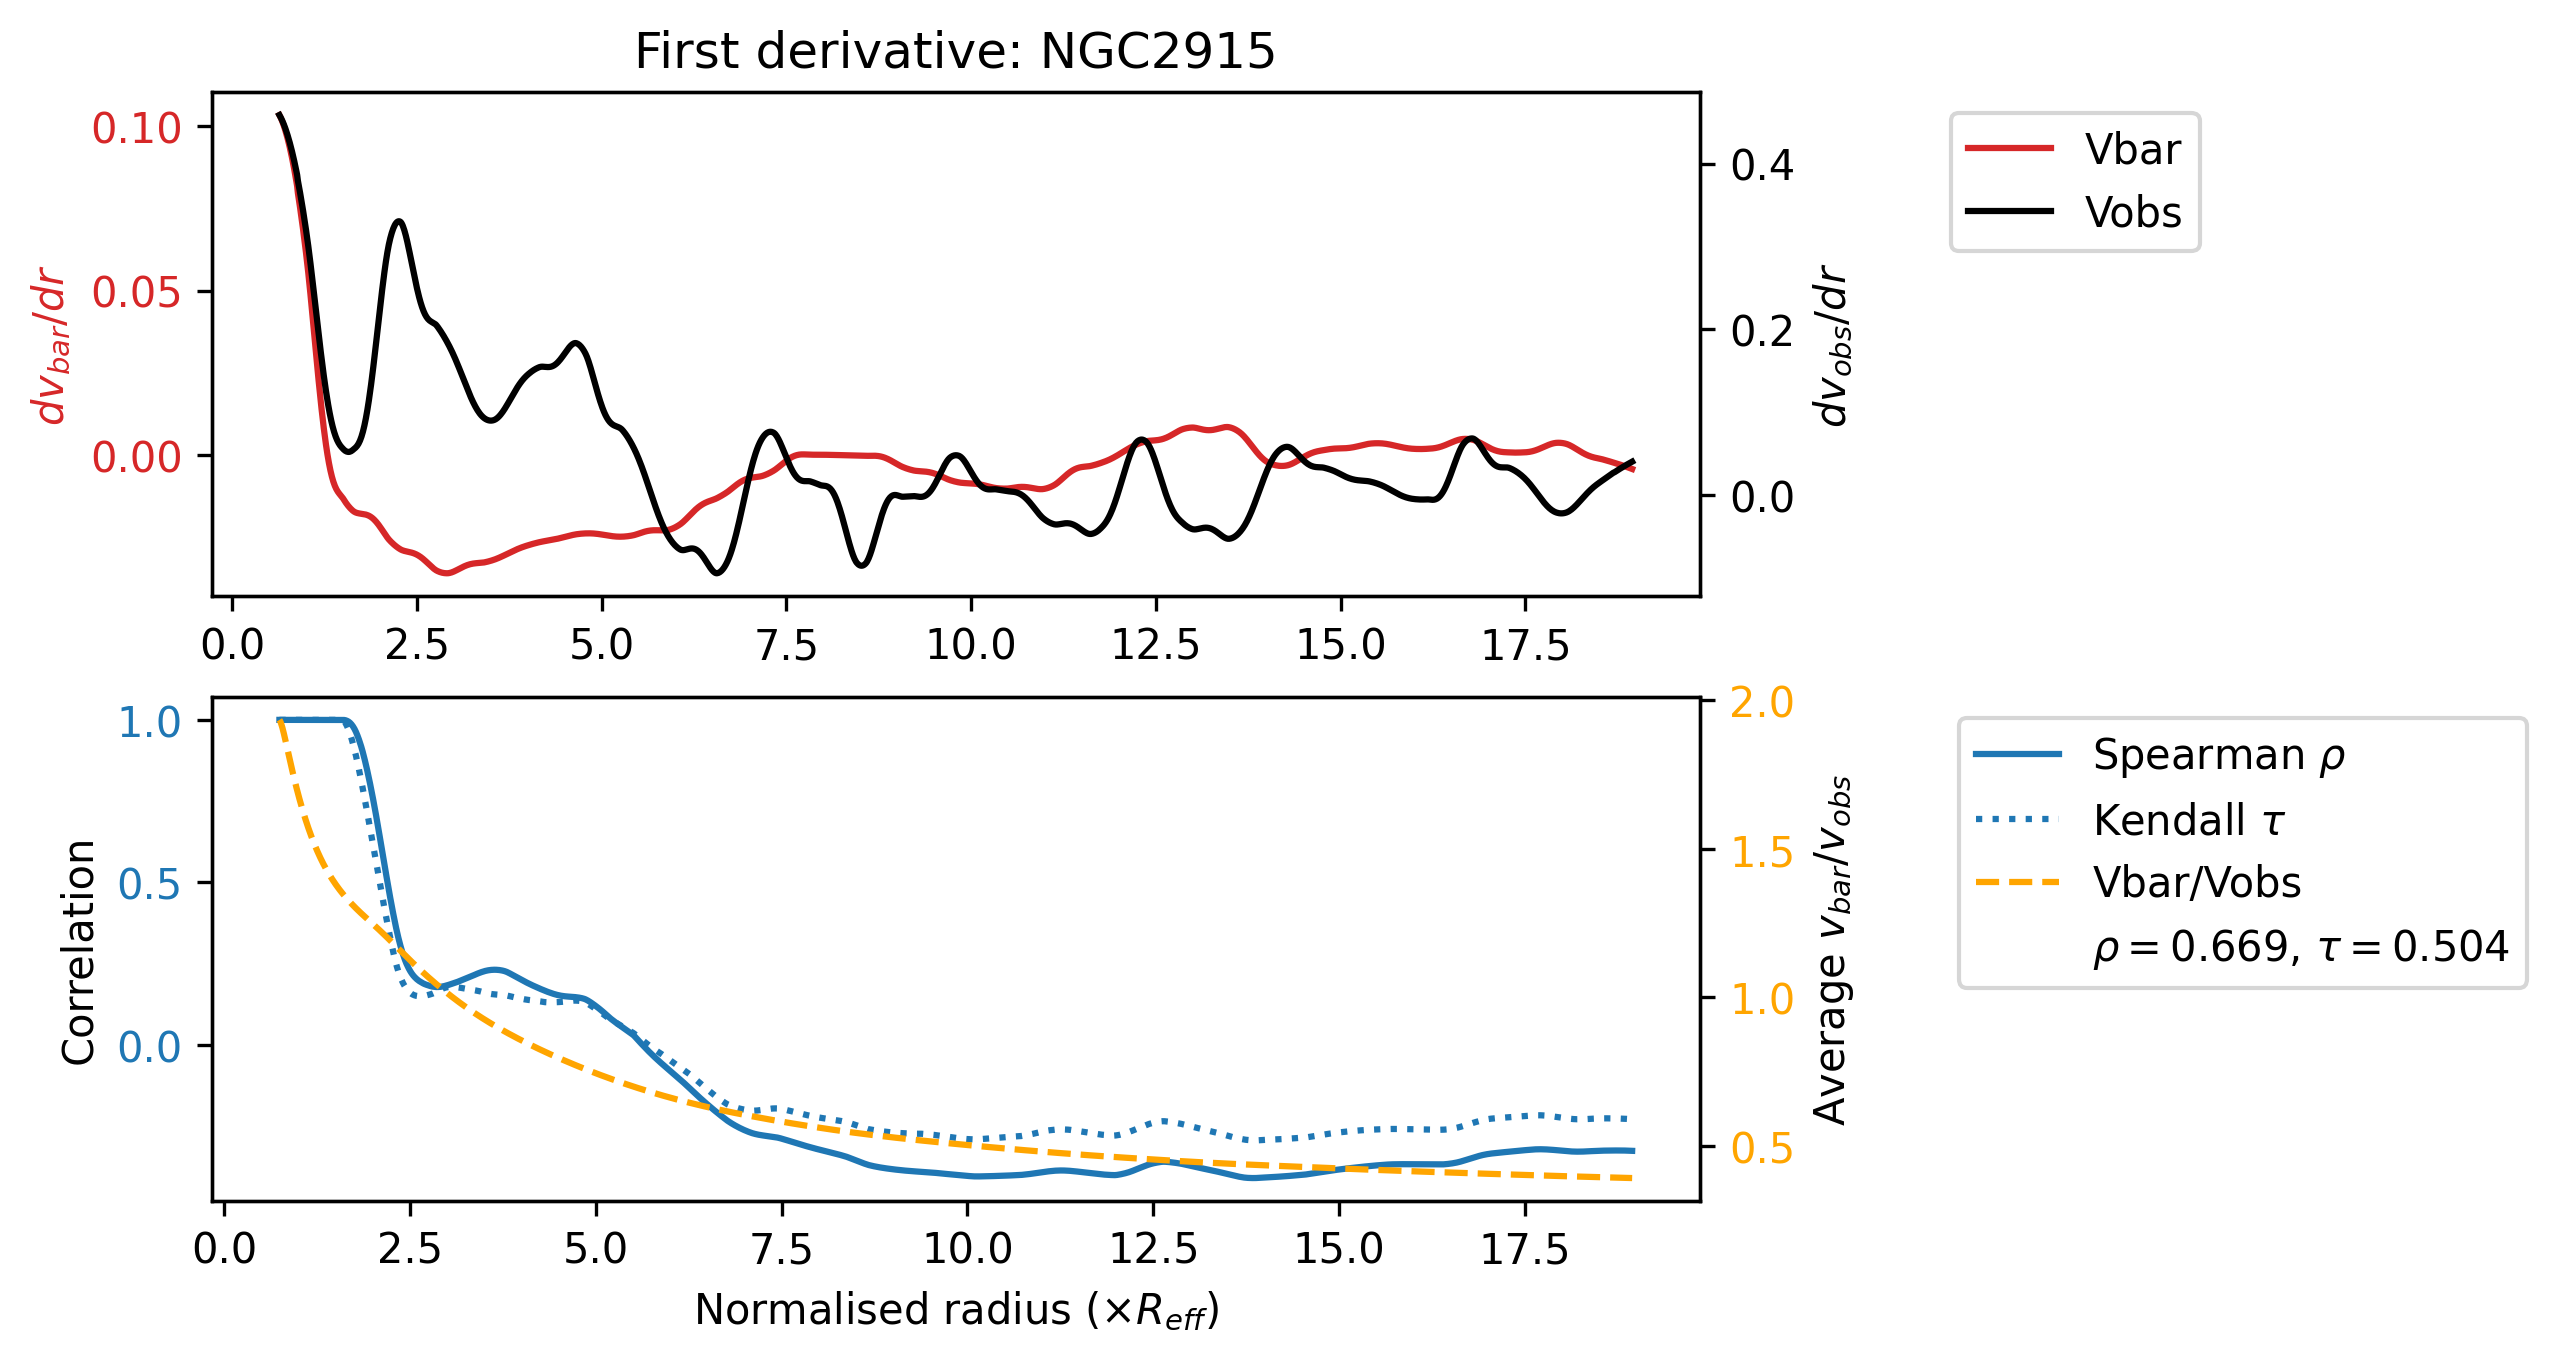 First derivative: NGC2915
0.10
0.05
0.00
dv_bar/dr
0.4
0.2
0.0
dv_obs/dr
Vbar
Vobs
0.0 2.5 5.0 7.5 10.0 12.5 15.0 17.5
1.0
0.5
0.0
Correlation
2.0
1.5
1.0
0.5
Average v_bar/v_obs
Spearman ρ
Kendall τ
Vbar/Vobs
ρ = 0.669, τ = 0.504
0.0 2.5 5.0 7.5 10.0 12.5 15.0 17.5
Normalised radius (×R_eff)